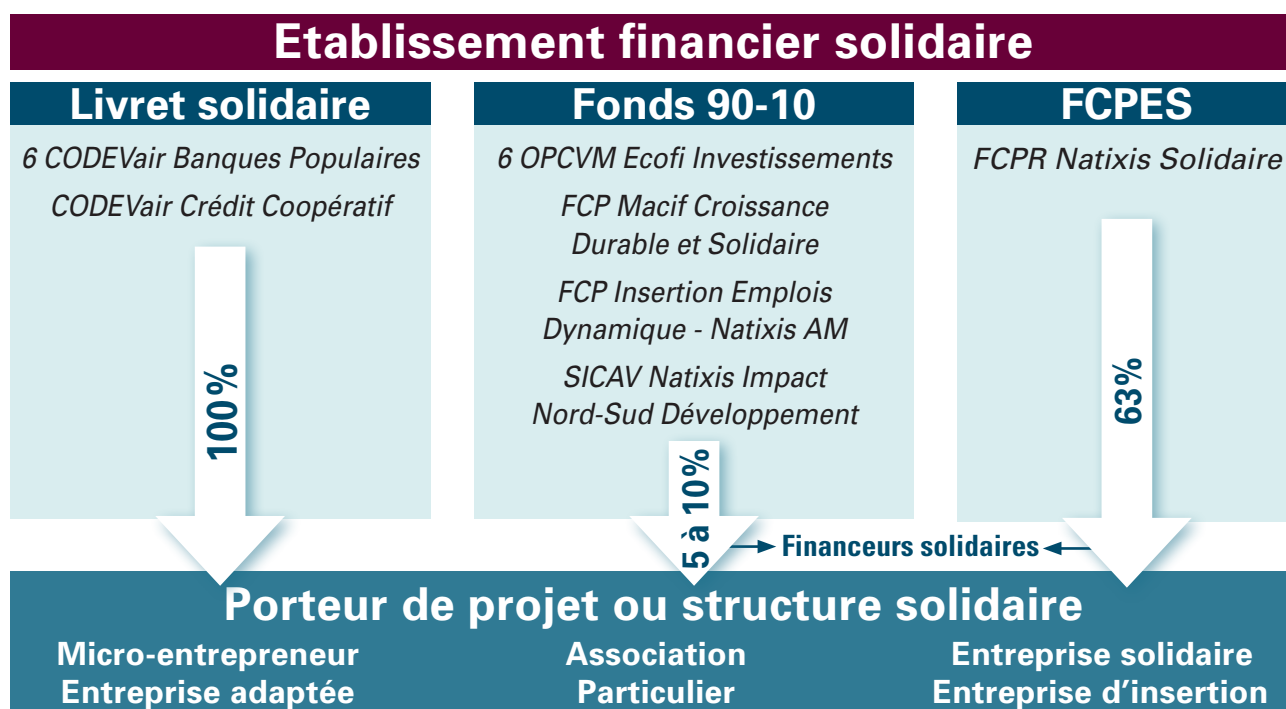 Etablissement financier solidaire
Livret solidaire
6 CODEVair Banques Populaires
CODEVair Crédit Coopératif
100%
Fonds 90-10
6 OPCVM Ecofi Investissements
FCP Macif Croissance
Durable et Solidaire
FCP Insertion Emplois
Dynamique - Natixis AM
SICAV Natixis Impact
Nord-Sud Développement
5 à 10%
FCPES
FCPR Natixis Solidaire
63%
Financeurs solidaires
Porteur de projet ou structure solidaire
Micro-entrepreneur
Entreprise adaptée
Association
Particulier
Entreprise solidaire
Entreprise d'insertion